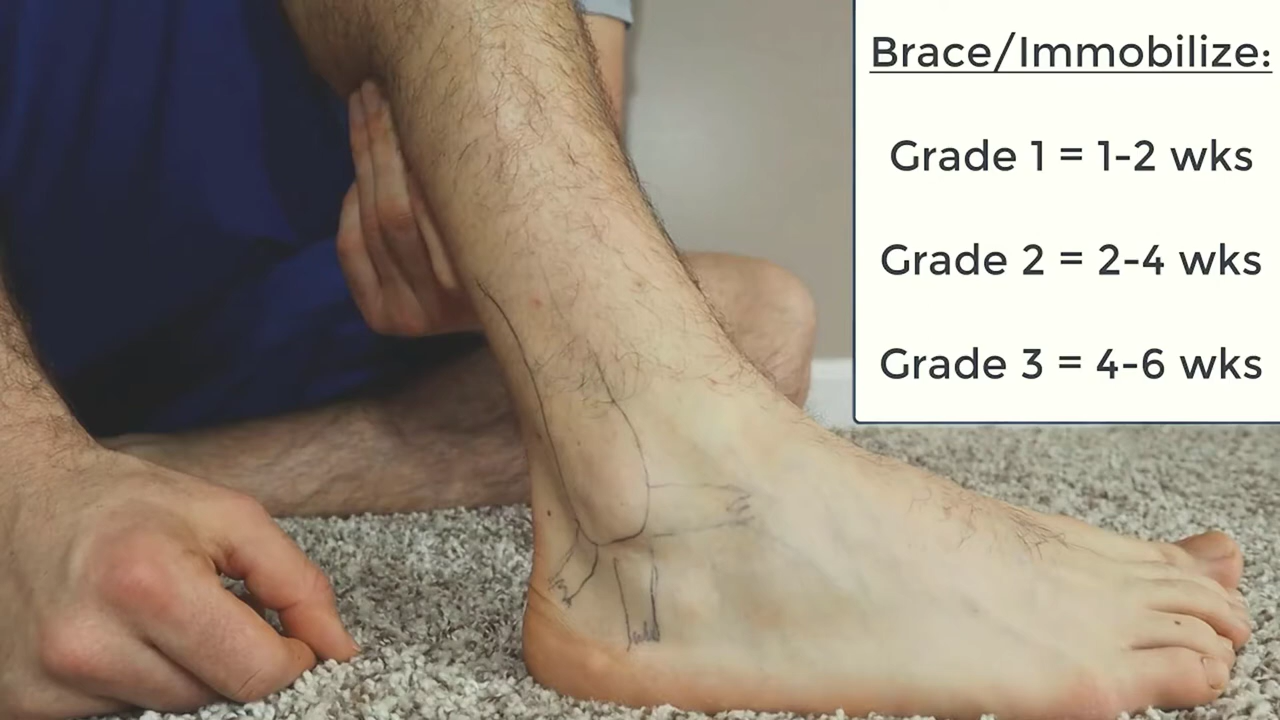 Brace/Immobilize:
Grade 1 = 1-2 wks
Grade 2 = 2-4 wks
Grade 3 = 4-6 wks